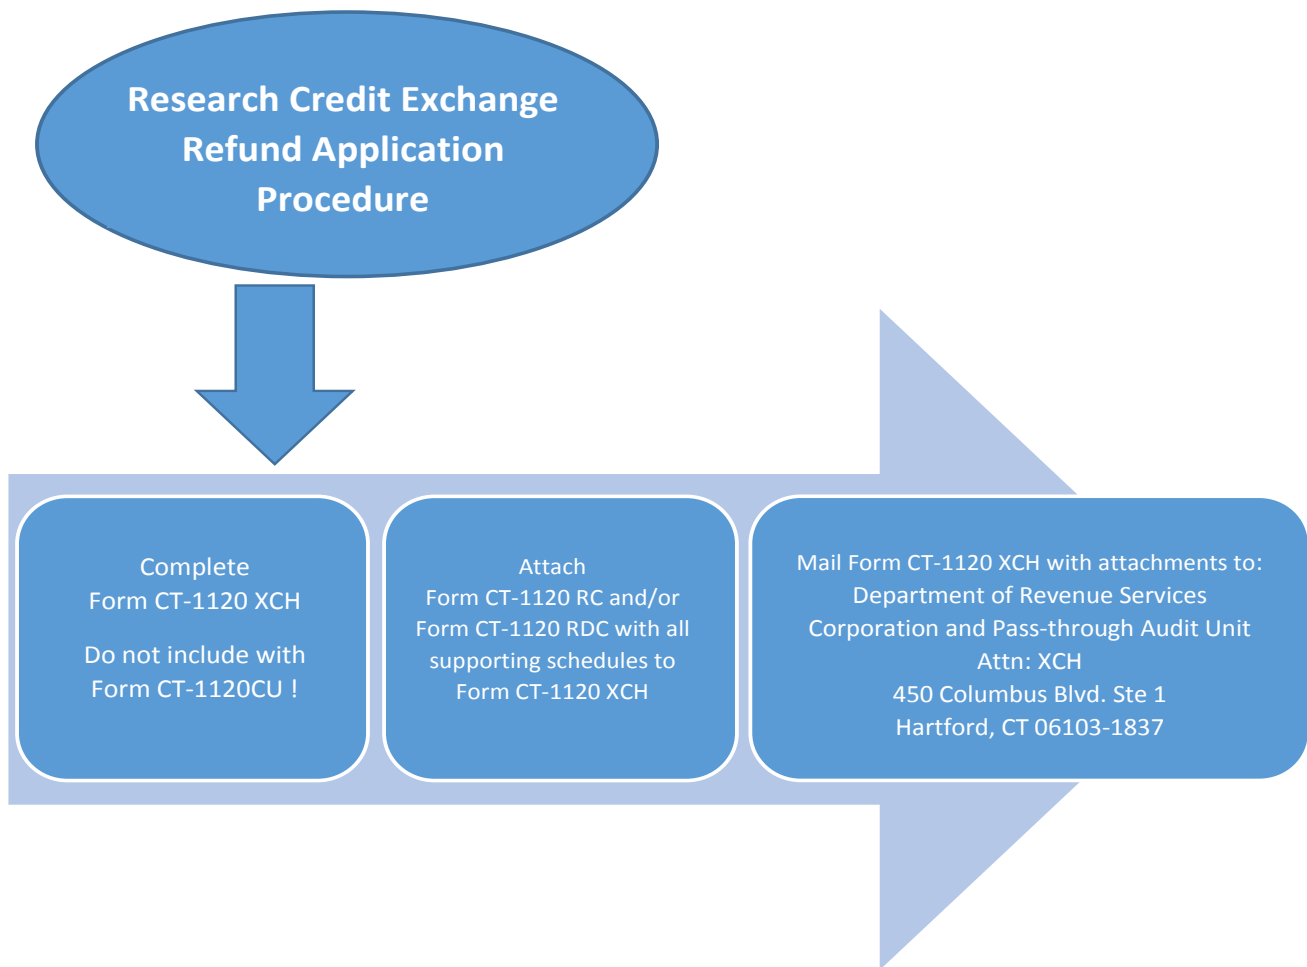 Research Credit Exchange
Refund Application
Procedure
Complete
Form CT-1120 XCH
Do not include with
Form CT-1120CU !
Attach
Form CT-1120 RC and/or
Form CT-1120 RDC with all
supporting schedules to
Form CT-1120 XCH
Mail Form CT-1120 XCH with attachments to:
Department of Revenue Services
Corporation and Pass-through Audit Unit
Attn: XCH
450 Columbus Blvd. Ste 1
Hartford, CT 06103-1837